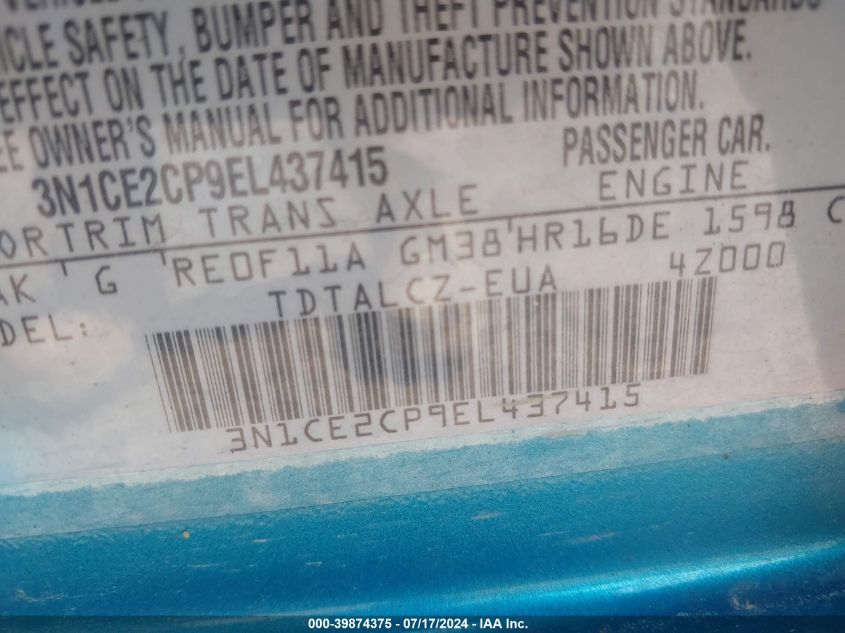 SAFETY, BUMPER AND THEFT PREVENTION STANDARDS
EFFECT ON THE DATE OF MANUFACTURE SHOWN ABOVE.
OWNER'S MANUAL FOR ADDITIONAL INFORMATION.
3N1CE2CP9EL437415 PASSENGER CAR.
TRIM TRANS AXLE ENGINE
G RE0F11A GM38 HR16DE 1598 C
TDTALCZ-EUA 4Z000
DEL:
3N1CE2CP9EL437415
000-39874375 - 07/17/2024 - IAA Inc.